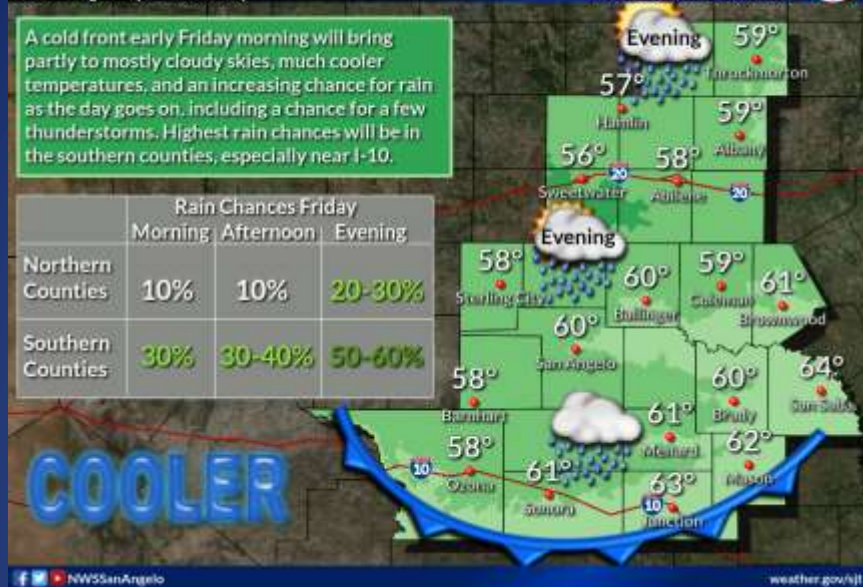 A cold front early Friday morning will bring
partly to mostly cloudy skies, much cooler
temperatures, and an increasing chance for rain
as the day goes on, including a chance for a few
thunderstorms. Highest rain chances will be in
the southern counties, especially near I-10.
Rain Chances Friday
Morning Afternoon Evening
Northern
Counties
10% 10% 20-30%
Southern
Counties
30% 30-40% 50-60%
COOLER
Evening
59°
Throckmorton
57°
Hamlin
59°
Albany
56°
Sweetwater
20
58°
Abilene
20
Evening
58°
Sterling City
60°
Ballinger
59°
Coleman
61°
Brownwood
60°
San Angelo
58°
Barnhart
60°
Brady
64°
San Saba
61°
Menard
62°
Mason
10
58°
Ozona
61°
Sonora
10
63°
Junction
NWSSanAngelo
weather.gov/sjt